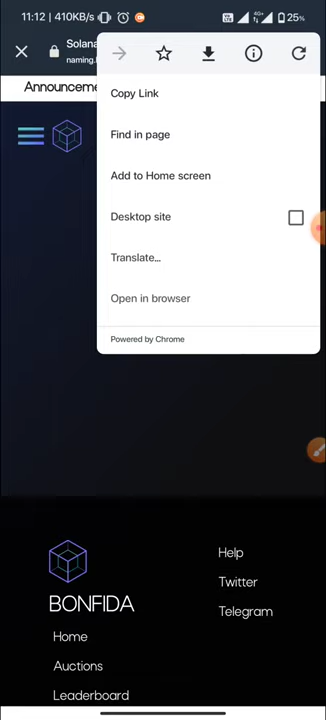 11:12 | 410KB/s
4G+
25%
Solana
naming.
Announceme
Copy Link
Find in page
Add to Home screen
Desktop site
Translate...
Open in browser
Powered by Chrome
BONFIDA
Home
Auctions
Leaderboard
Help
Twitter
Telegram